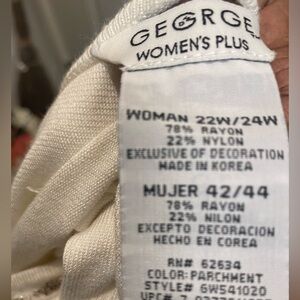 GEORGE
WOMEN'S PLUS
WOMAN 22W/24W
78% RAYON
22% NYLON
EXCLUSIVE OF DECORATION
MADE IN KOREA
MUJER 42/44
78% RAYON
22% NILON
EXCEPTO DECORACION
HECHO EN COREA
RN# 62634
COLOR: PARCHMENT
STYLE# 6W541020
UPC#